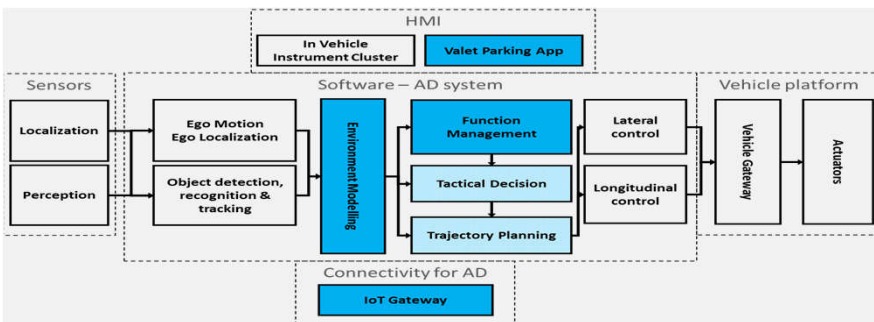 HMI
In Vehicle
Instrument Cluster
Valet Parking App
Sensors
Software – AD system
Vehicle platform
Localization
Perception
Ego Motion
Ego Localization
Object detection,
recognition &
tracking
Environment Modelling
Function
Management
Tactical Decision
Trajectory Planning
Lateral
control
Longitudinal
control
Vehicle Gateway
Actuators
Connectivity for AD
IoT Gateway